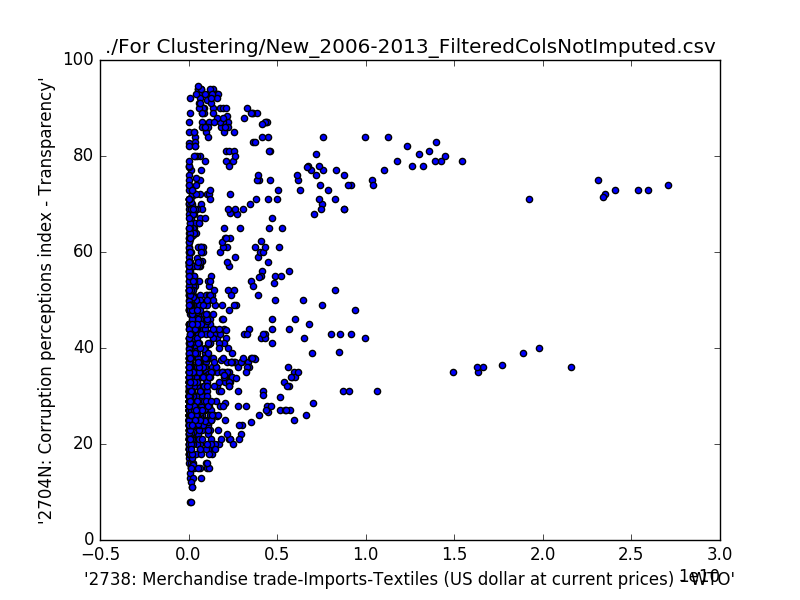 ./For Clustering/New_2006-2013_FilteredColsNotImputed.csv
'2704N: Corruption perceptions index - Transparency'
100
80
60
40
20
0
−0.5 0.0 0.5 1.0 1.5 2.0 2.5 3.0
1e10
'2738: Merchandise trade-Imports-Textiles (US dollar at current prices) - WTO'